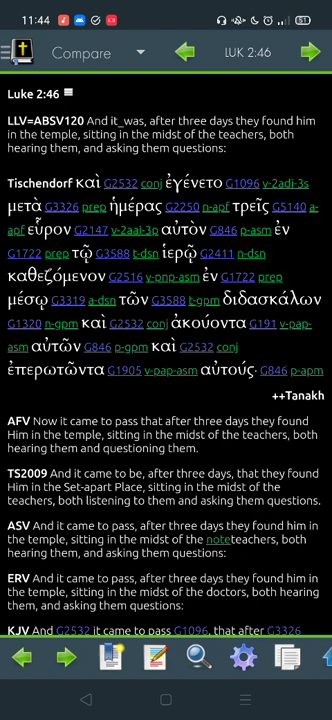 11:44
51
Compare
LUK 2:46
Luke 2:46
LLV=ABSV120 And it_was, after three days they found him
in the temple, sitting in the midst of the teachers, both
hearing them, and asking them questions:
Tischendorf καὶ G2532 conj ἐγένετο G1096 v-2adi-3s
μετὰ G3326 prep ἡμέρας G2250 n-apf τρεῖς G5140 a-
apf εὗρον G2147 v-2aai-3p αὐτὸν G846 p-asm ἐν
G1722 prep τῷ G3588 t-dsn ἱερῷ G2411 n-dsn
καθεζόμενον G2516 v-pnp-asm ἐν G1722 prep
μέσῳ G3319 a-dsn τῶν G3588 t-gpm διδασκάλων
G1320 n-gpm καὶ G2532 conj ἀκούοντα G191 v-pap-
asm αὐτῶν G846 p-gpm καὶ G2532 conj
ἐπερωτῶντα G1905 v-pap-asm αὐτούς· G846 p-apm
++Tanakh
AFV Now it came to pass that after three days they found
Him in the temple, sitting in the midst of the teachers, both
hearing them and questioning them.
TS2009 And it came to be, after three days, that they found
Him in the Set-apart Place, sitting in the midst of the
teachers, both listening to them and asking them questions.
ASV And it came to pass, after three days they found him in
the temple, sitting in the midst of the noteteachers, both
hearing them, and asking them questions:
ERV And it came to pass, after three days they found him in
the temple, sitting in the midst of the doctors, both hearing
them, and asking them questions:
KJV And G2532 it came to pass G1096, that after G3326